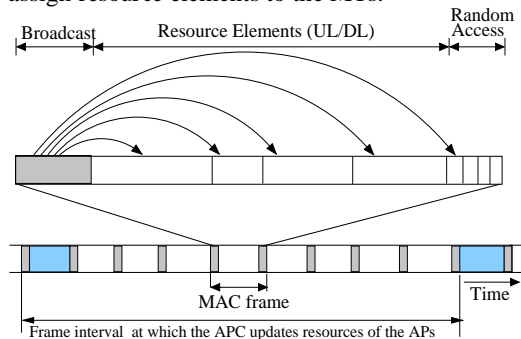 assign resource elements to the MTs.
Broadcast
Resource Elements (UL/DL)
Random
Access
MAC frame
Time
Frame interval at which the APC updates resources of the APs